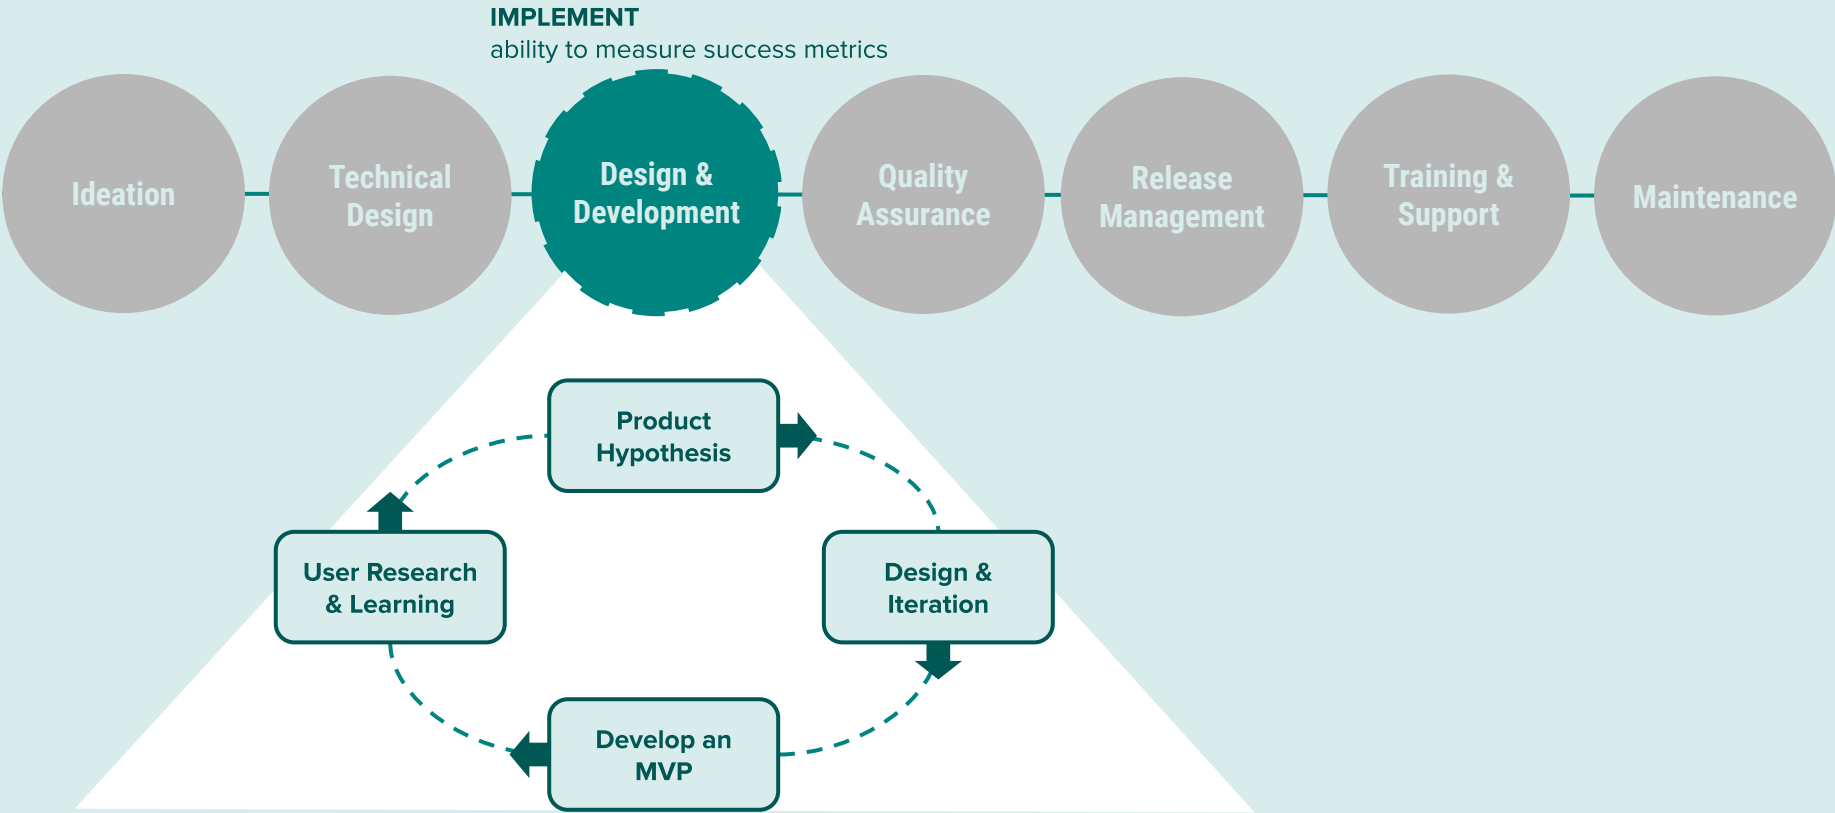 IMPLEMENT
ability to measure success metrics
Ideation
Technical
Design
Design &
Development
Quality
Assurance
Release
Management
Training &
Support
Maintenance
Product
Hypothesis
User Research
& Learning
Design &
Iteration
Develop an
MVP